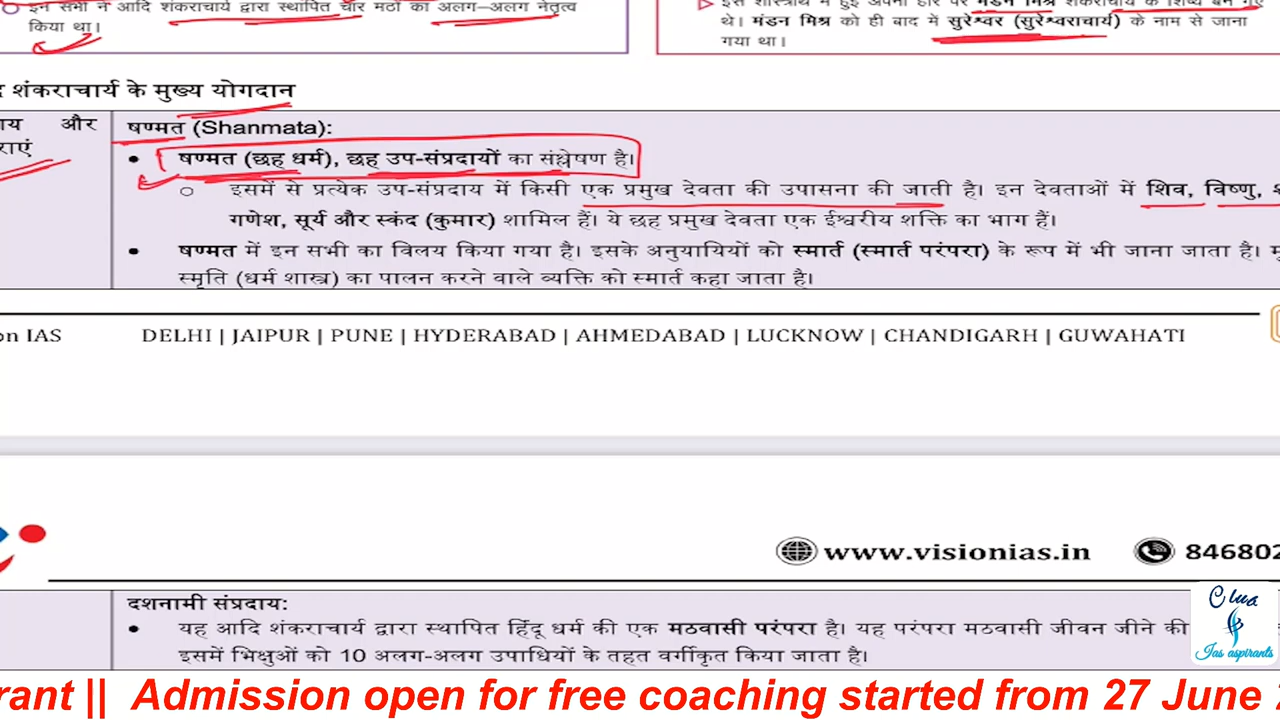 इन सभी ने आदि शंकराचार्य द्वारा स्थापित चार मठों का अलग-अलग नेतृत्व
किया था।
इस शास्त्रार्थ में हुई अपनी हार पर मंडन मिश्र शंकराचार्य के शिष्य बन गए
थे। मंडन मिश्र को ही बाद में सुरेश्वर (सुरेश्वराचार्य) के नाम से जाना
गया था।
शंकराचार्य के मुख्य योगदान
और
षण्मत (Shanmata):
• षण्मत (छह धर्म), छह उप-संप्रदायों का संश्लेषण है।
○ इसमें से प्रत्येक उप-संप्रदाय में किसी एक प्रमुख देवता की उपासना की जाती है। इन देवताओं में शिव, विष्णु,
गणेश, सूर्य और स्कंद (कुमार) शामिल हैं। ये छह प्रमुख देवता एक ईश्वरीय शक्ति का भाग हैं।
• षण्मत में इन सभी का विलय किया गया है। इसके अनुयायियों को स्मार्त (स्मार्त परंपरा) के रूप में भी जाना जाता है।
स्मृति (धर्म शास्त्र) का पालन करने वाले व्यक्ति को स्मार्त कहा जाता है।
on IAS DELHI | JAIPUR | PUNE | HYDERABAD | AHMEDABAD | LUCKNOW | CHANDIGARH | GUWAHATI
www.visionias.in 846802
दशनामी संप्रदाय:
• यह आदि शंकराचार्य द्वारा स्थापित हिंदू धर्म की एक मठवासी परंपरा है। यह परंपरा मठवासी जीवन जीने की
इसमें भिक्षुओं को 10 अलग-अलग उपाधियों के तहत वर्गीकृत किया जाता है।
Ias aspirants
rant || Admission open for free coaching started from 27 June